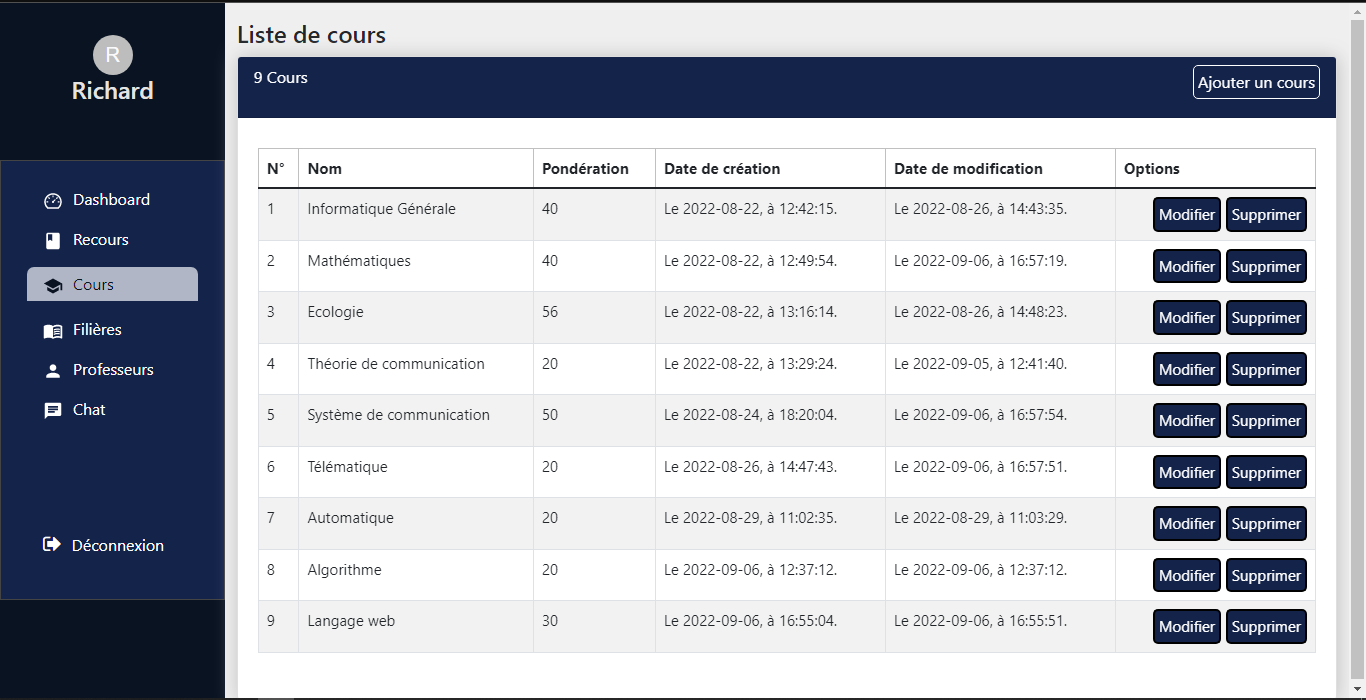 R
Richard
Dashboard
Recours
Cours
Filières
Professeurs
Chat
Déconnexion
Liste de cours
9 Cours
Ajouter un cours
N° Nom Pondération Date de création Date de modification Options
1 Informatique Générale 40 Le 2022-08-22, à 12:42:15. Le 2022-08-26, à 14:43:35. Modifier Supprimer
2 Mathématiques 40 Le 2022-08-22, à 12:49:54. Le 2022-09-06, à 16:57:19. Modifier Supprimer
3 Ecologie 56 Le 2022-08-22, à 13:16:14. Le 2022-08-26, à 14:48:23. Modifier Supprimer
4 Théorie de communication 20 Le 2022-08-22, à 13:29:24. Le 2022-09-05, à 12:41:40. Modifier Supprimer
5 Système de communication 50 Le 2022-08-24, à 18:20:04. Le 2022-09-06, à 16:57:54. Modifier Supprimer
6 Télématique 20 Le 2022-08-26, à 14:47:43. Le 2022-09-06, à 16:57:51. Modifier Supprimer
7 Automatique 20 Le 2022-08-29, à 11:02:35. Le 2022-08-29, à 11:03:29. Modifier Supprimer
8 Algorithme 20 Le 2022-09-06, à 12:37:12. Le 2022-09-06, à 12:37:12. Modifier Supprimer
9 Langage web 30 Le 2022-09-06, à 16:55:04. Le 2022-09-06, à 16:55:51. Modifier Supprimer